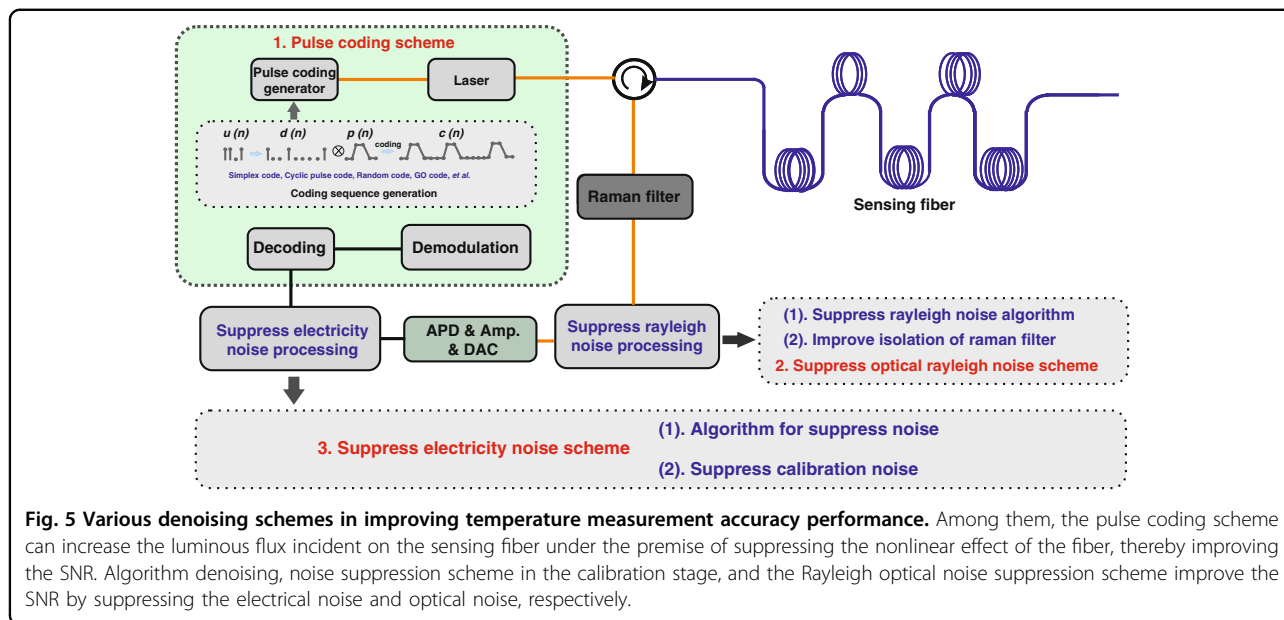 1. Pulse coding scheme
Pulse coding
generator
Laser
u (n) d (n) p (n) c (n)
⊗ coding
Simplex code, Cyclic pulse code, Random code, GO code, et al.
Coding sequence generation
Raman filter
Sensing fiber
Decoding
Demodulation
Suppress electricity
noise processing
APD & Amp.
& DAC
Suppress rayleigh
noise processing
(1). Suppress rayleigh noise algorithm
(2). Improve isolation of raman filter
2. Suppress optical rayleigh noise scheme
3. Suppress electricity noise scheme
(1). Algorithm for suppress noise
(2). Suppress calibration noise
Fig. 5 Various denoising schemes in improving temperature measurement accuracy performance. Among them, the pulse coding scheme
can increase the luminous flux incident on the sensing fiber under the premise of suppressing the nonlinear effect of the fiber, thereby improving
the SNR. Algorithm denoising, noise suppression scheme in the calibration stage, and the Rayleigh optical noise suppression scheme improve the
SNR by suppressing the electrical noise and optical noise, respectively.